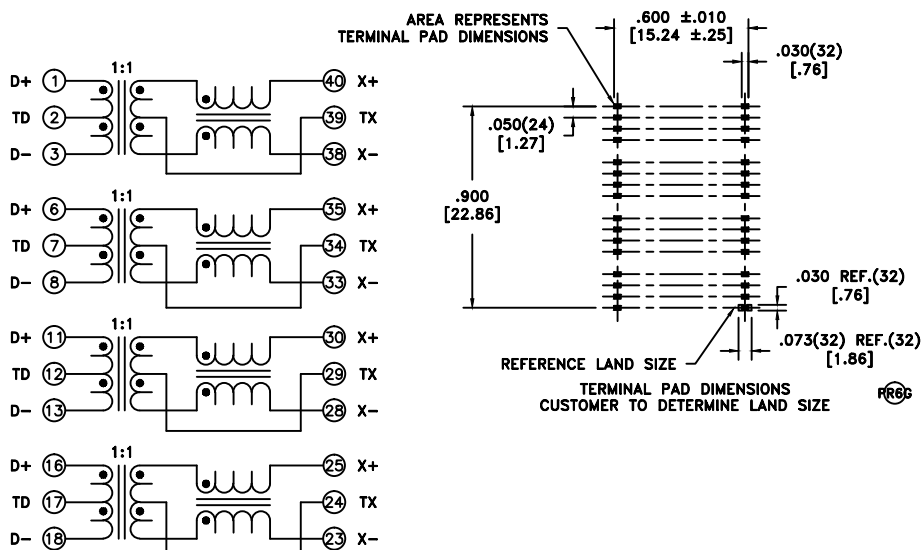 1:1
D+ 1 40 X+
TD 2 39 TX
D- 3 38 X-
1:1
D+ 6 35 X+
TD 7 34 TX
D- 8 33 X-
1:1
D+ 11 30 X+
TD 12 29 TX
D- 13 28 X-
1:1
D+ 16 25 X+
TD 17 24 TX
D- 18 23 X-
AREA REPRESENTS
TERMINAL PAD DIMENSIONS
.600 ±.010
[15.24 ±.25]
.030(32)
[.76]
.050(24)
[1.27]
.900
[22.86]
.030 REF.(32)
[.76]
.073(32) REF.(32)
[1.86]
REFERENCE LAND SIZE
TERMINAL PAD DIMENSIONS
CUSTOMER TO DETERMINE LAND SIZE